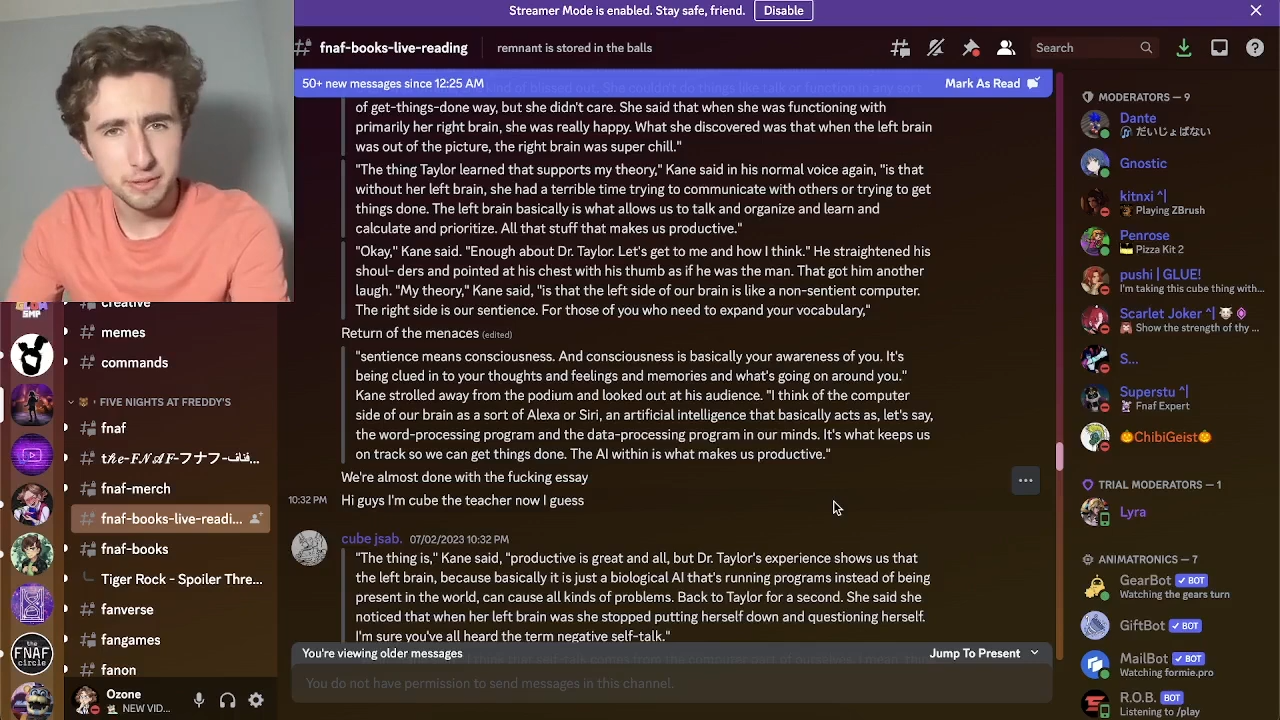 Streamer Mode is enabled. Stay safe, friend.
Disable
fnaf-books-live-reading
remnant is stored in the balls
Search
50+ new messages since 12:25 AM
Mark As Read
of get-things-done way, but she didn't care. She said that when she was functioning with
primarily her right brain, she was really happy. What she discovered was that when the left brain
was out of the picture, the right brain was super chill."
"The thing Taylor learned that supports my theory," Kane said in his normal voice again, "is that
without her left brain, she had a terrible time trying to communicate with others or trying to get
things done. The left brain basically is what allows us to talk and organize and learn and
calculate and prioritize. All that stuff that makes us productive."
"Okay," Kane said. "Enough about Dr. Taylor. Let's get to me and how I think." He straightened his
shoul- ders and pointed at his chest with his thumb as if he was the man. That got him another
laugh. "My theory," Kane said, "is that the left side of our brain is like a non-sentient computer.
The right side is our sentience. For those of you who need to expand your vocabulary,"
Return of the menaces (edited)
"sentience means consciousness. And consciousness is basically your awareness of you. It's
being clued in to your thoughts and feelings and memories and what's going on around you."
Kane strolled away from the podium and looked out at his audience. "I think of the computer
side of our brain as a sort of Alexa or Siri, an artificial intelligence that basically acts as, let's say,
the word-processing program and the data-processing program in our minds. It's what keeps us
on track so we can get things done. The AI within is what makes us productive."
We're almost done with the fucking essay
10:32 PM
Hi guys I'm cube the teacher now I guess
cube jsab. 07/02/2023 10:32 PM
"The thing is," Kane said, "productive is great and all, but Dr. Taylor's experience shows us that
the left brain, because basically it is just a biological AI that's running programs instead of being
present in the world, can cause all kinds of problems. Back to Taylor for a second. She said she
noticed that when her left brain was she stopped putting herself down and questioning herself.
I'm sure you've all heard the term negative self-talk."
You're viewing older messages
Jump To Present
You do not have permission to send messages in this channel.
creative
memes
commands
FIVE NIGHTS AT FREDDY'S
fnaf
fnaf-merch
fnaf-books-live-readi...
fnaf-books
Tiger Rock - Spoiler Thre...
fanverse
fangames
fanon
the
FNAF
circle
SMP
Ozone
NEW VID...
MODERATORS — 9
Dante
だいじょばない
Gnostic
kitnxi ^|
Playing ZBrush
Penrose
Pizza Kit 2
pushi | GLUE!
I'm taking this cube thing with...
Scarlet Joker ^|
Show the strength of thy ...
S...
Superstu ^|
Fnaf Expert
🎃ChibiGeist🎃
TRIAL MODERATORS — 1
Lyra
ANIMATRONICS — 7
GearBot ✓ BOT
Watching the gears turn
GiftBot ✓ BOT
MailBot ✓ BOT
Watching formie.pro
R.O.B. BOT
Listening to /play